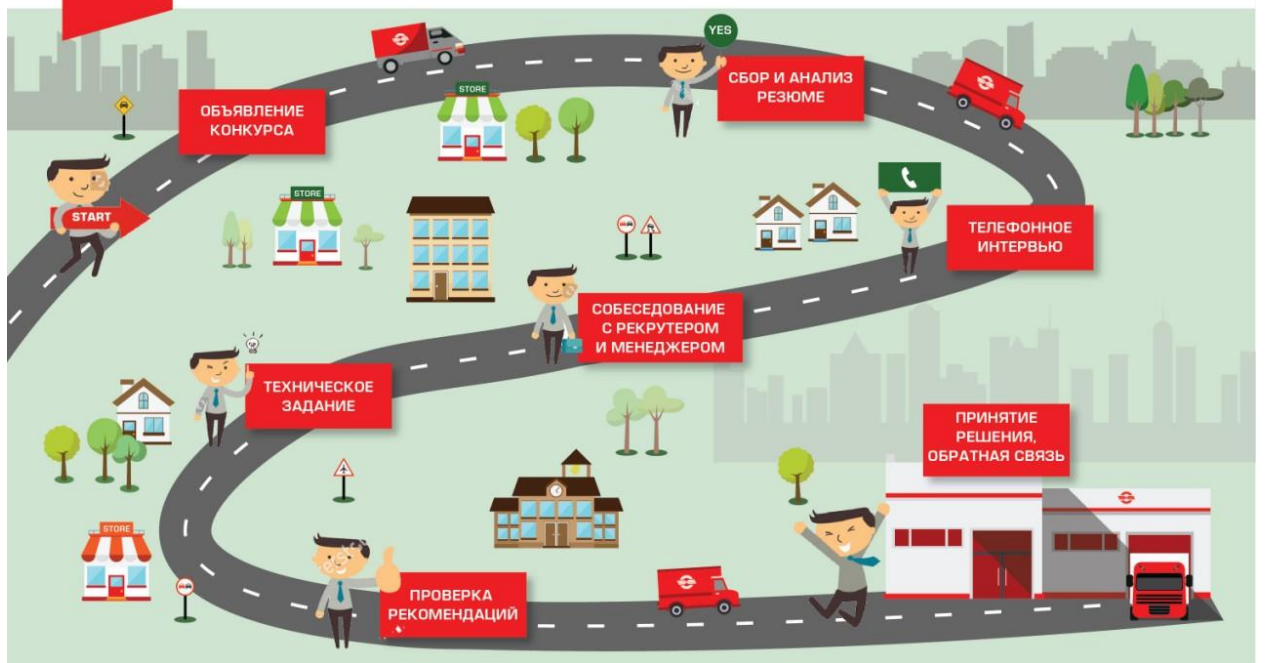 START
ОБЪЯВЛЕНИЕ
КОНКУРСА
STORE
YES
СБОР И АНАЛИЗ
РЕЗЮМЕ
STORE
ТЕЛЕФОННОЕ
ИНТЕРВЬЮ
СОБЕСЕДОВАНИЕ
С РЕКРУТЕРОМ
И МЕНЕДЖЕРОМ
ТЕХНИЧЕСКОЕ
ЗАДАНИЕ
STORE
ПРОВЕРКА
РЕКОМЕНДАЦИЙ
ПРИНЯТИЕ
РЕШЕНИЯ,
ОБРАТНАЯ СВЯЗЬ